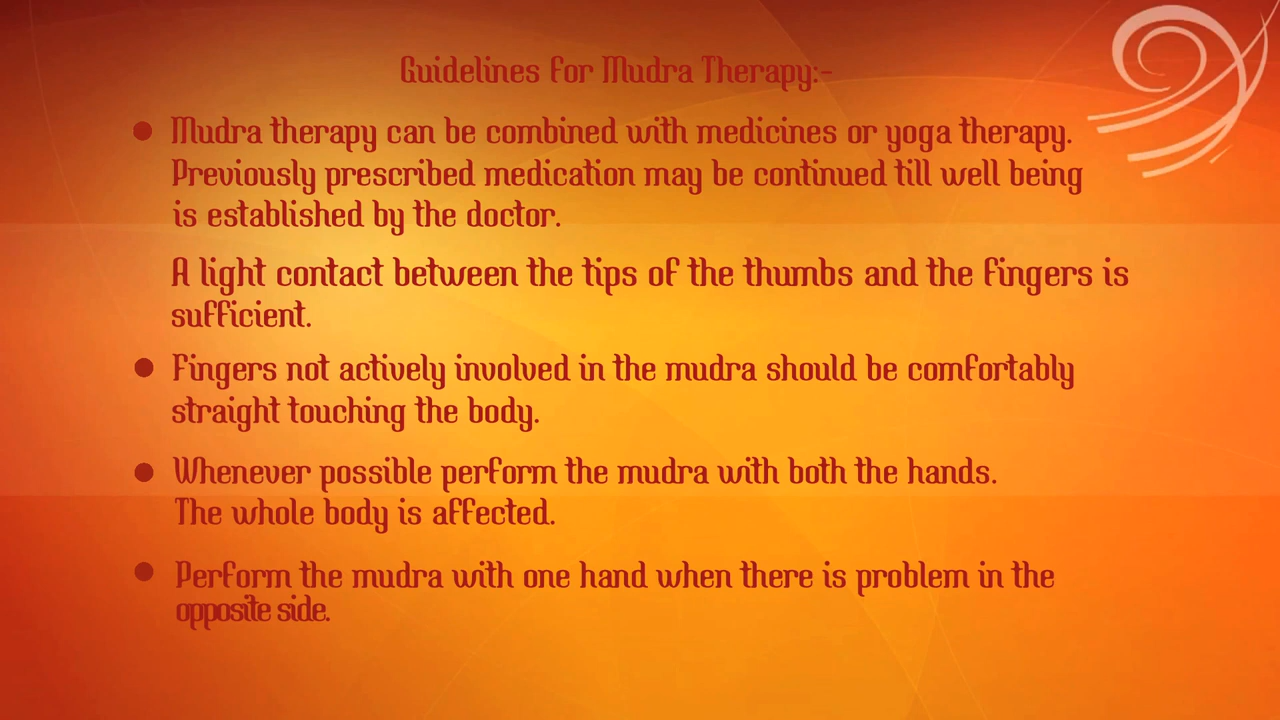 Guidelines for Mudra Therapy:-
● Mudra therapy can be combined with medicines or yoga therapy.
Previously prescribed medication may be continued till well being
is established by the doctor.
A light contact between the tips of the thumbs and the fingers is
sufficient.
● Fingers not actively involved in the mudra should be comfortably
straight touching the body.
● Whenever possible perform the mudra with both the hands.
The whole body is affected.
● Perform the mudra with one hand when there is problem in the
opposite side.